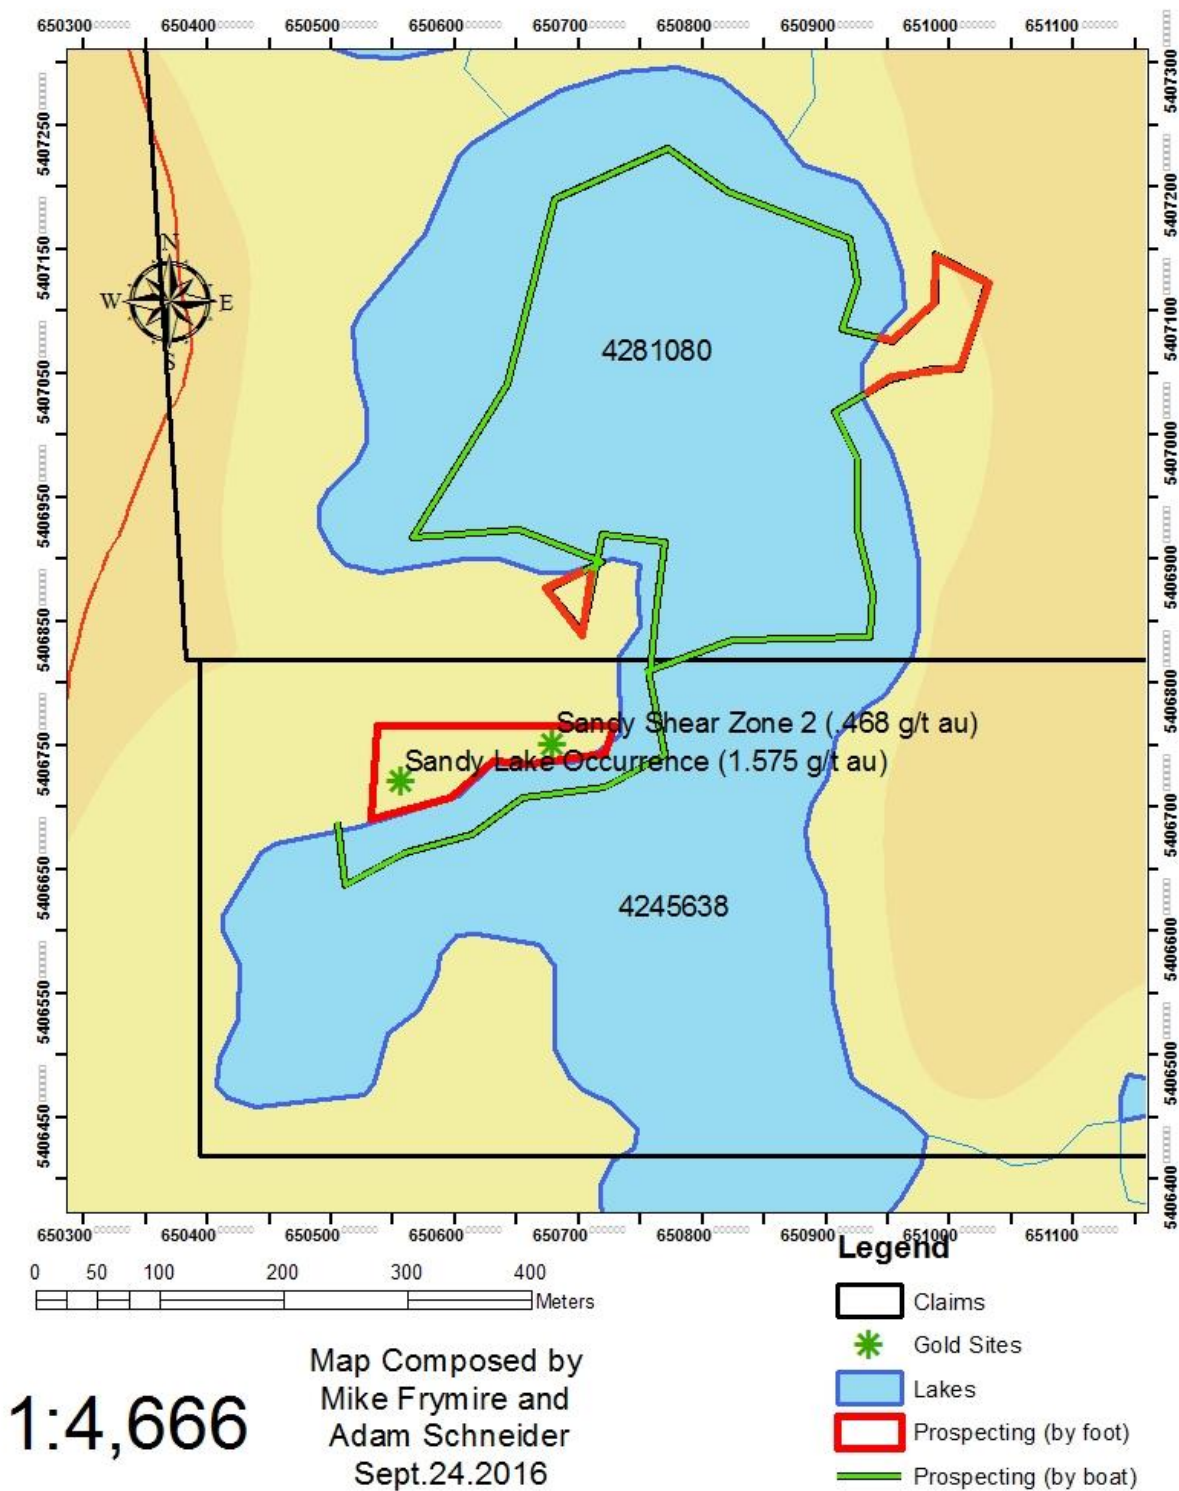 650300 650400 650500 650600 650700 650800 650900 651000 651100
5407250
5407150
5407100
5407050
5406950
5406850
5406750
5406650
5406550
5406450
5407300
5407200
5407100
5407000
5406900
5406800
5406700
5406600
5406500
5406400
N
W E
S
4281080
Sandy Shear Zone 2 (.468 g/t au)
Sandy Lake Occurrence (1.575 g/t au)
4245638
650300 650400 650500 650600 650700 650800 650900 651000 651100
0 50 100 200 300 400
Meters
Map Composed by
Mike Frymire and
Adam Schneider
Sept.24.2016
1:4,666
Legend
Claims
Gold Sites
Lakes
Prospecting (by foot)
Prospecting (by boat)